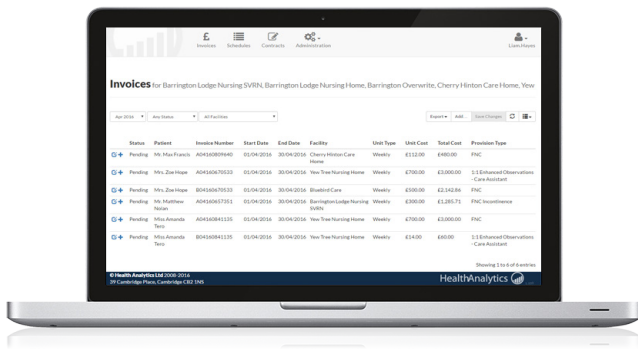 £
Invoices Schedules Contracts Administration Liam Hayes
Invoices for Barrington Lodge Nursing SVRN, Barrington Lodge Nursing Home, Barrington Overwrite, Cherry Hinton Care Home, Yew
Apr 2016 Any Status All Facilities Export Add... Save Changes
Status Patient Invoice Number Start Date End Date Facility Unit Type Unit Cost Total Cost Provision Type
Pending Mr. Max Francis A04160809640 01/04/2016 30/04/2016 Cherry Hinton Care Weekly £112.00 £480.00 FNC
Home
Pending Mrs. Zoe Hope A04160670533 01/04/2016 30/04/2016 Yew Tree Nursing Home Weekly £700.00 £3,000.00 1:1 Enhanced Observations
- Care Assistant
Pending Mrs. Zoe Hope B04160670533 01/04/2016 30/04/2016 Bluebird Care Weekly £500.00 £2,142.86 FNC
Pending Mr. Matthew A04160657351 01/04/2016 30/04/2016 Barrington Lodge Nursing Weekly £300.00 £1,285.71 FNC Incontinence
Nolan SVRN
Pending Miss Amanda A04160841135 01/04/2016 30/04/2016 Yew Tree Nursing Home Weekly £700.00 £3,000.00 FNC
Tens
Pending Miss Amanda B04160841135 01/04/2016 30/04/2016 Yew Tree Nursing Home Weekly £14.00 £60.00 1:1 Enhanced Observations
Tens - Care Assistant
Showing 1 to 6 of 6 entries
© Health Analytics Ltd 2008-2016
39 Cambridge Place, Cambridge CB2 1NS
HealthAnalytics